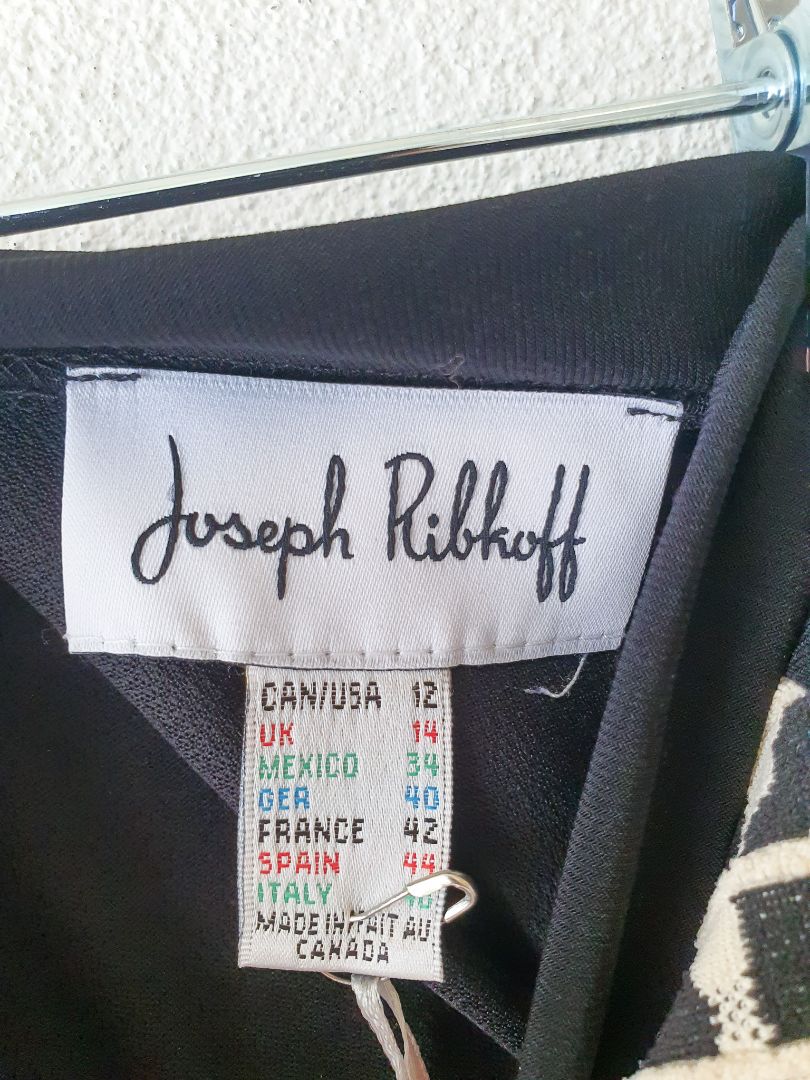 Joseph Ribkoff
CAN/USA 12
UK 14
MEXICO 34
GER 40
FRANCE 42
SPAIN 44
ITALY
MADE IN/FAIT AU
CANADA